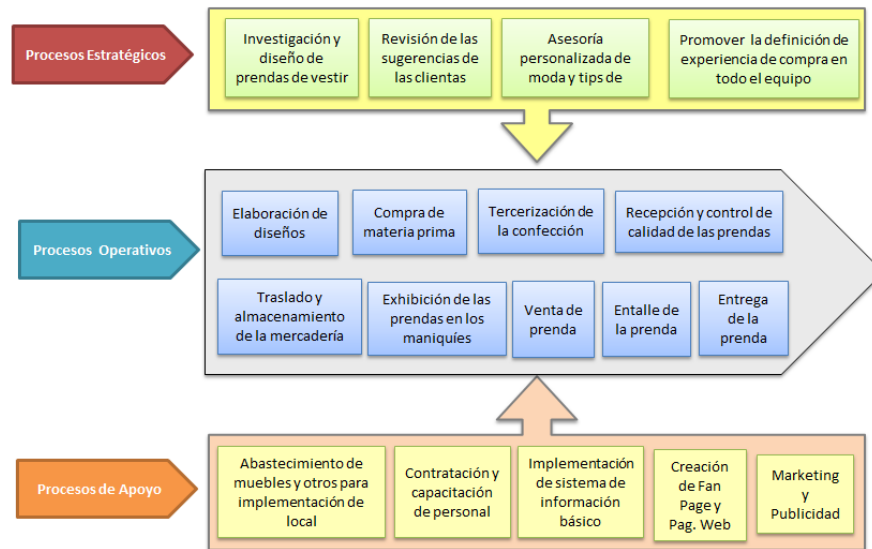 Procesos Estratégicos
Investigación y
diseño de
prendas de vestir
Revisión de las
sugerencias de
las clientas
Asesoría
personalizada de
moda y tips de
Promover la definición de
experiencia de compra en
todo el equipo
Procesos Operativos
Elaboración de
diseños
Compra de
materia prima
Tercerización de
la confección
Recepción y control de
calidad de las prendas
Traslado y
almacenamiento
de la mercadería
Exhibición de las
prendas en los
maniquíes
Venta de
prenda
Entalle de
la prenda
Entrega
de la
prenda
Procesos de Apoyo
Abastecimiento de
muebles y otros para
implementación de
local
Contratación y
capacitación
de personal
Implementación
de sistema de
información
básico
Creación
de Fan
Page y
Pag. Web
Marketing
y
Publicidad